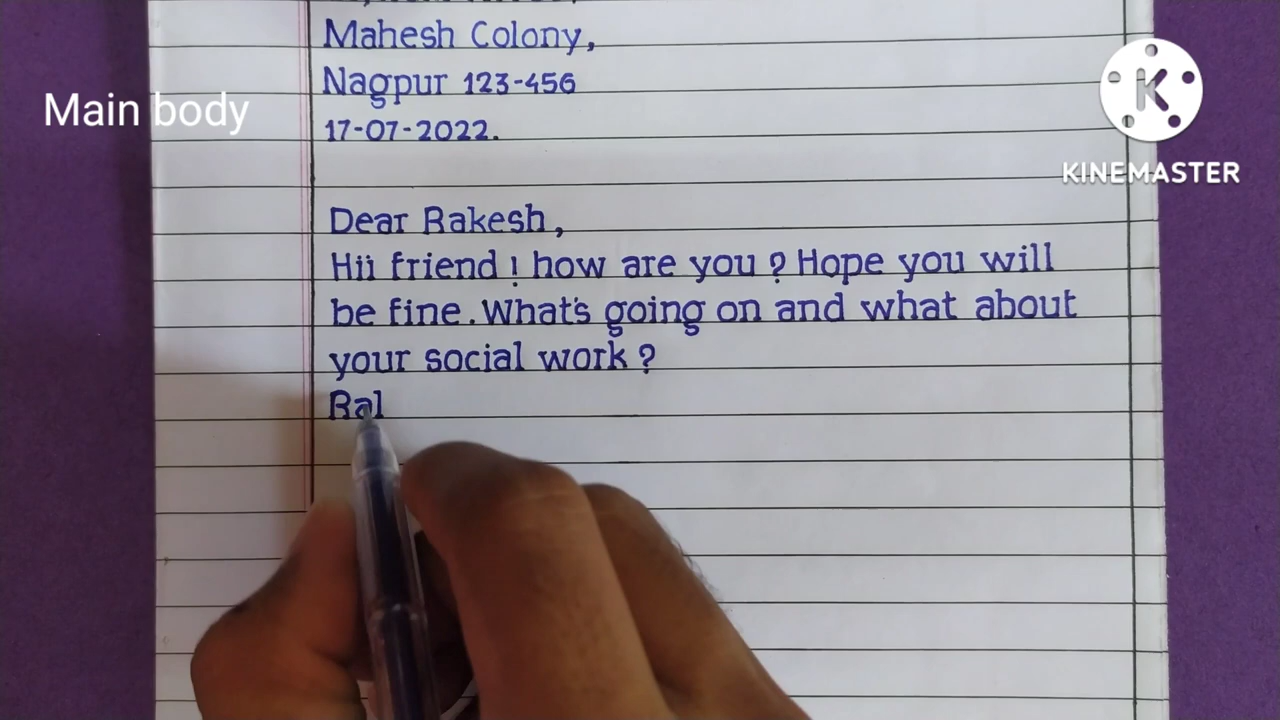 Mahesh Colony,
Nagpur 123-456
17-07-2022.
Main body
K
KINEMASTER
Dear Rakesh,
Hii friend ! how are you ? Hope you will
be fine. What's going on and what about
your social work ?